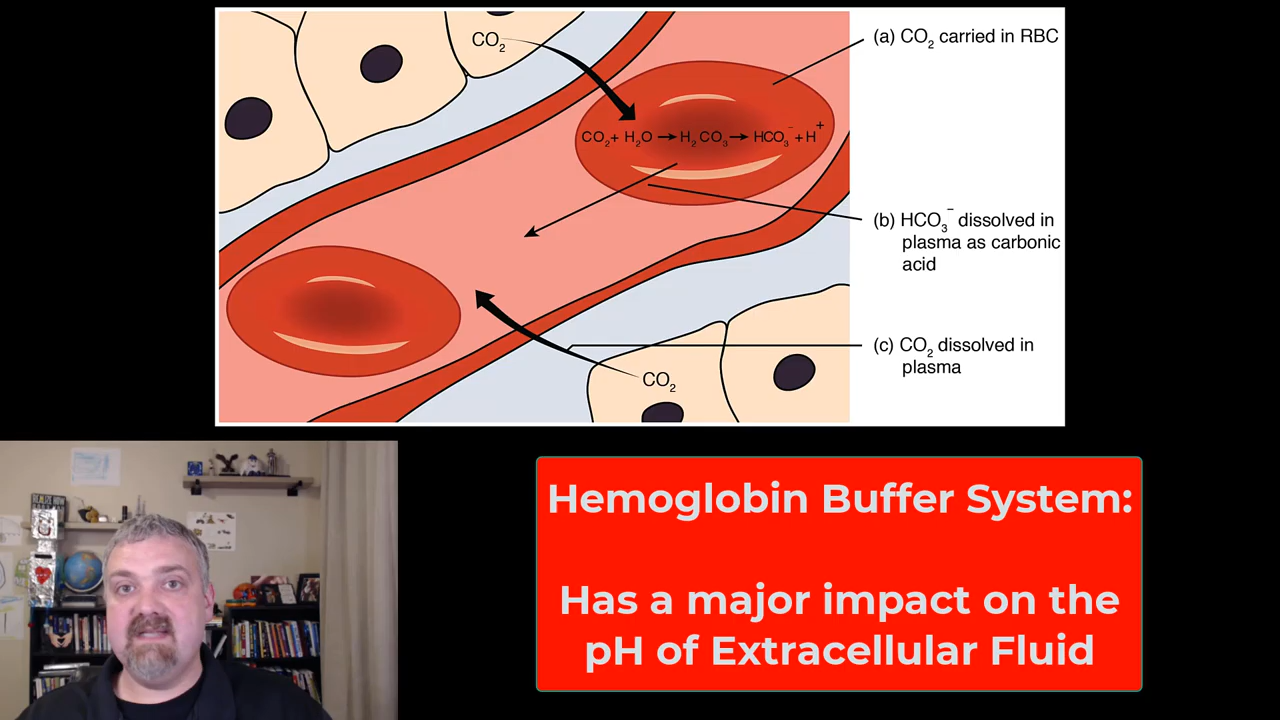 CO₂
(a) CO₂ carried in RBC
CO₂+ H₂O → H₂CO₃ → HCO₃⁻ + H⁺
(b) HCO₃⁻ dissolved in
plasma as carbonic
acid
(c) CO₂ dissolved in
plasma
CO₂
Hemoglobin Buffer System:
Has a major impact on the
pH of Extracellular Fluid